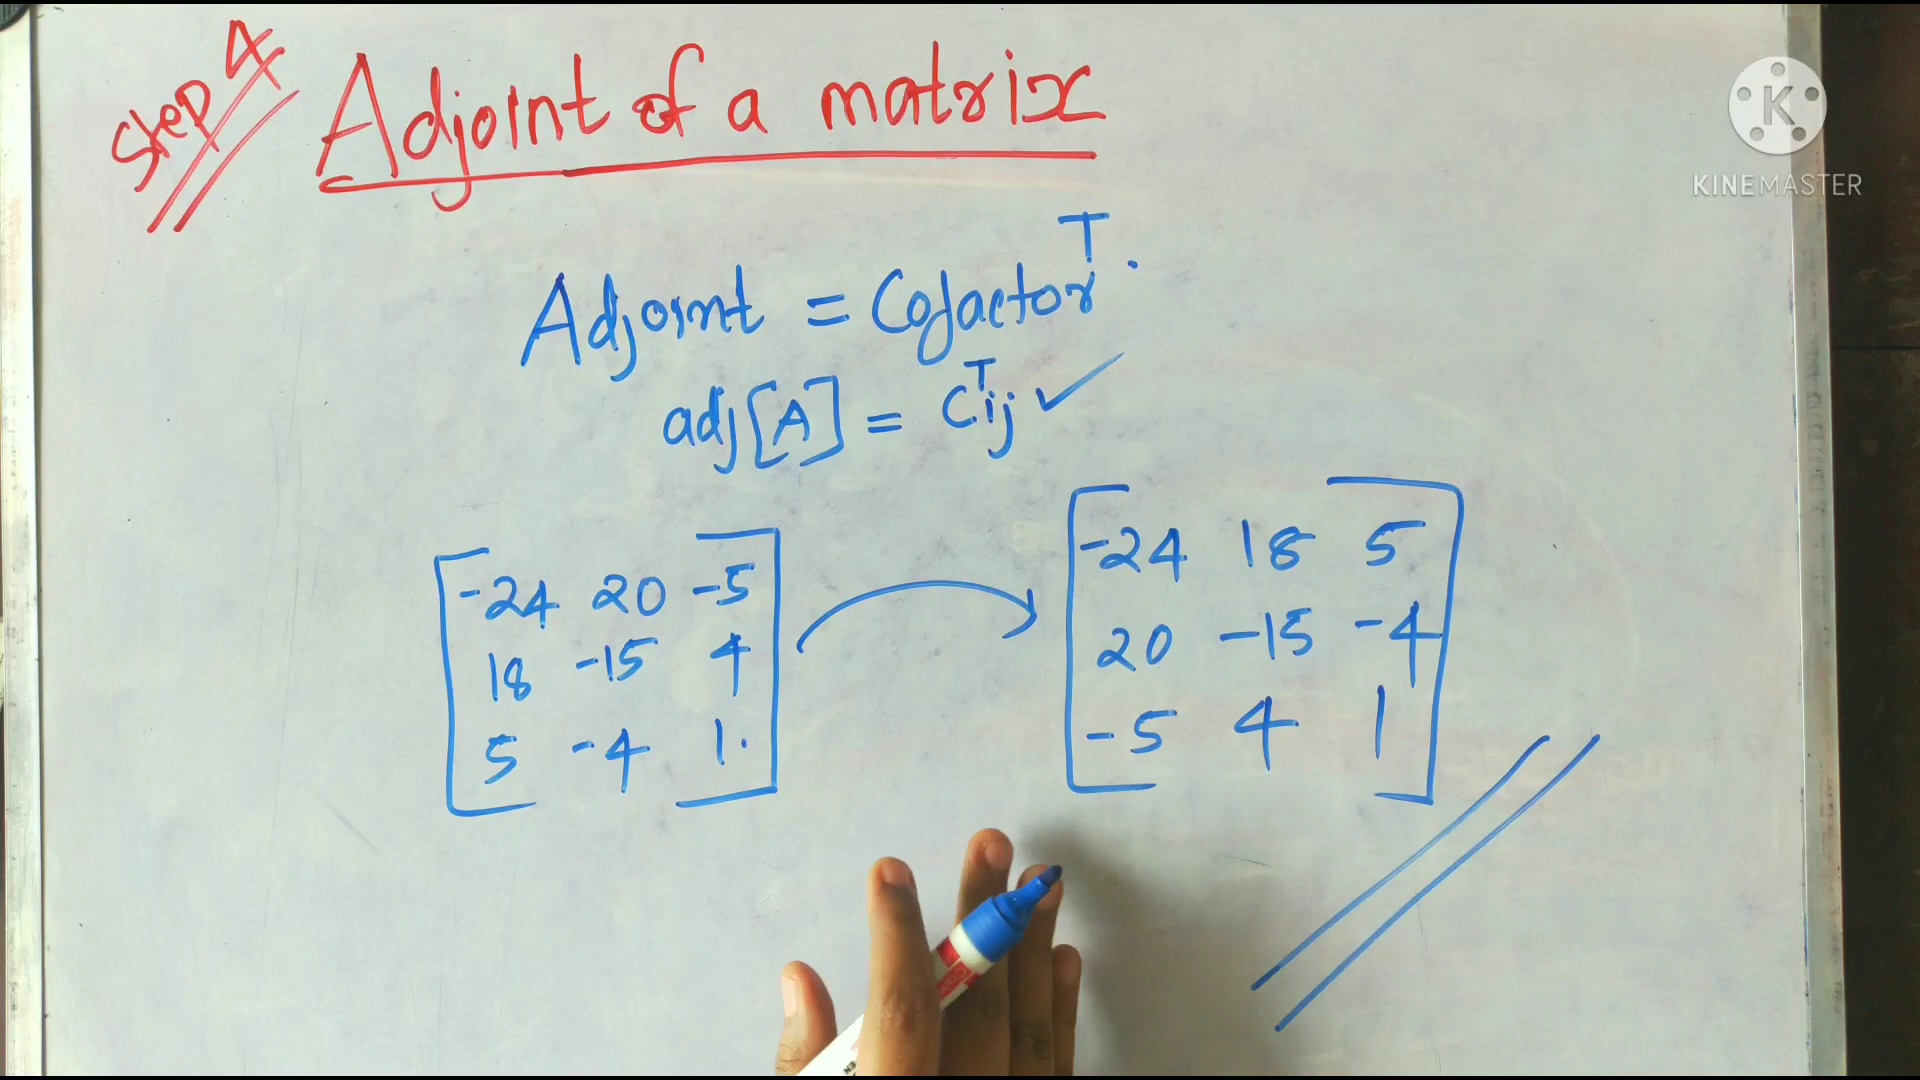 Step 4
Adjoint of a matrix
KINEMASTER
Adjoint = Cofactor^T.
adj[A] = C^T ij ✓
-24 20 -5
18 -15 4
5 -4 1.
-24 18 5
20 -15 -4
-5 4 1